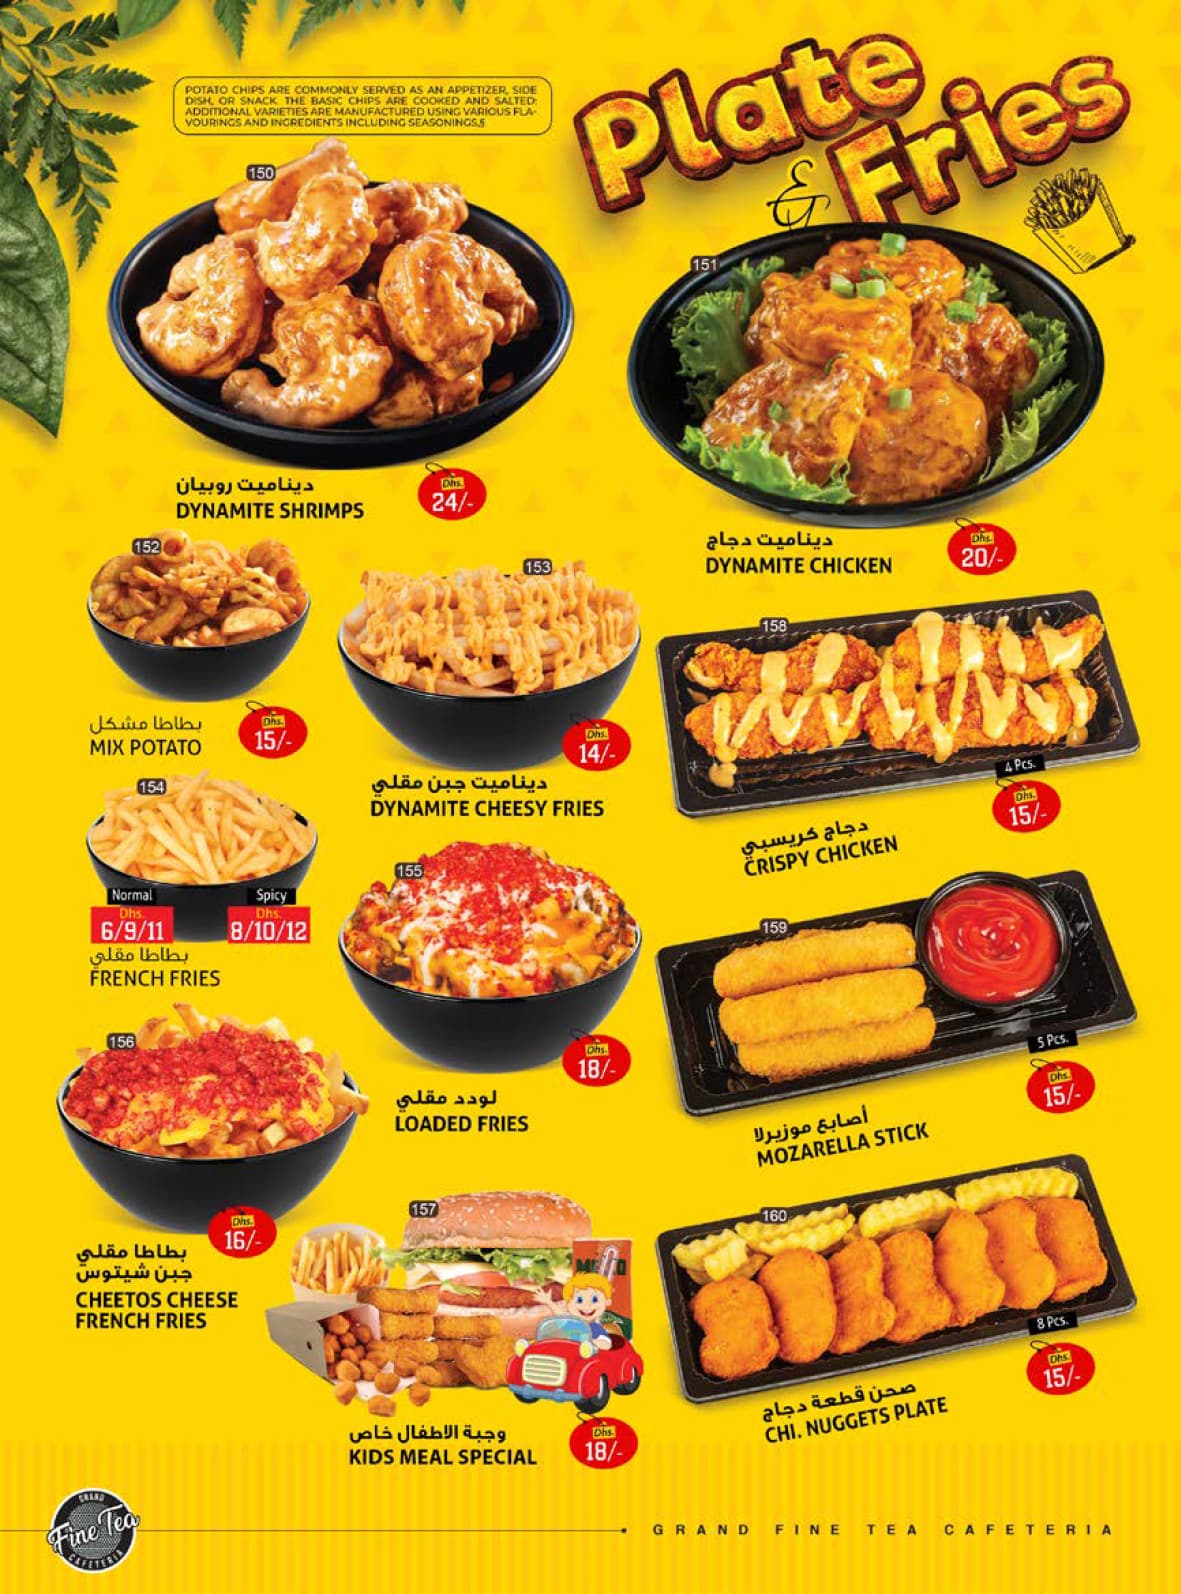 POTATO CHIPS ARE COMMONLY SERVED AS AN APPETIZER, SIDE
DISH, OR SNACK. THE BASIC CHIPS ARE COOKED AND SALTED;
ADDITIONAL VARIETIES ARE MANUFACTURED USING VARIOUS FLA-
VOURINGS AND INGREDIENTS INCLUDING SEASONINGS,§
Plate
& Fries
150
ديناميت روبيان
DYNAMITE SHRIMPS
Dhs.
24/-
151
ديناميت دجاج
DYNAMITE CHICKEN
Dhs.
20/-
152
بطاطا مشكل
MIX POTATO
Dhs.
15/-
153
Dhs.
14/-
ديناميت جبن مقلي
DYNAMITE CHEESY FRIES
158
4 Pcs.
Dhs.
15/-
دجاج كريسبي
CRISPY CHICKEN
154
Normal
Dhs.
6/9/11
Spicy
Dhs.
8/10/12
بطاطا مقلي
FRENCH FRIES
155
Dhs.
18/-
لودد مقلي
LOADED FRIES
159
5 Pcs.
Dhs.
15/-
أصابع موزيرلا
MOZARELLA STICK
156
Dhs.
16/-
بطاطا مقلي
جبن شيتوس
CHEETOS CHEESE
FRENCH FRIES
157
وجبة الاطفال خاص
KIDS MEAL SPECIAL
Dhs.
18/-
160
8 Pcs.
Dhs.
15/-
صحن قطعة دجاج
CHI. NUGGETS PLATE
GRAND
Fine Tea
CAFETERIA
GRAND FINE TEA CAFETERIA